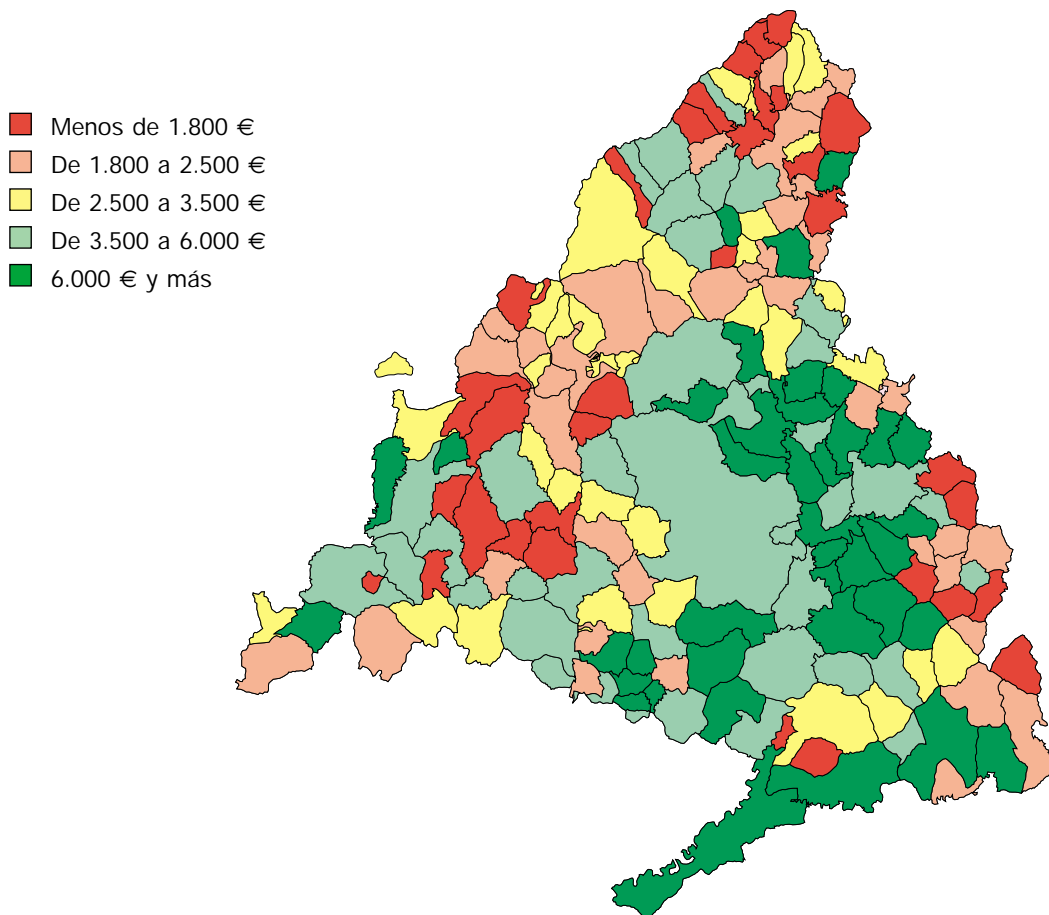 Menos de 1.800 €
De 1.800 a 2.500 €
De 2.500 a 3.500 €
De 3.500 a 6.000 €
6.000 € y más